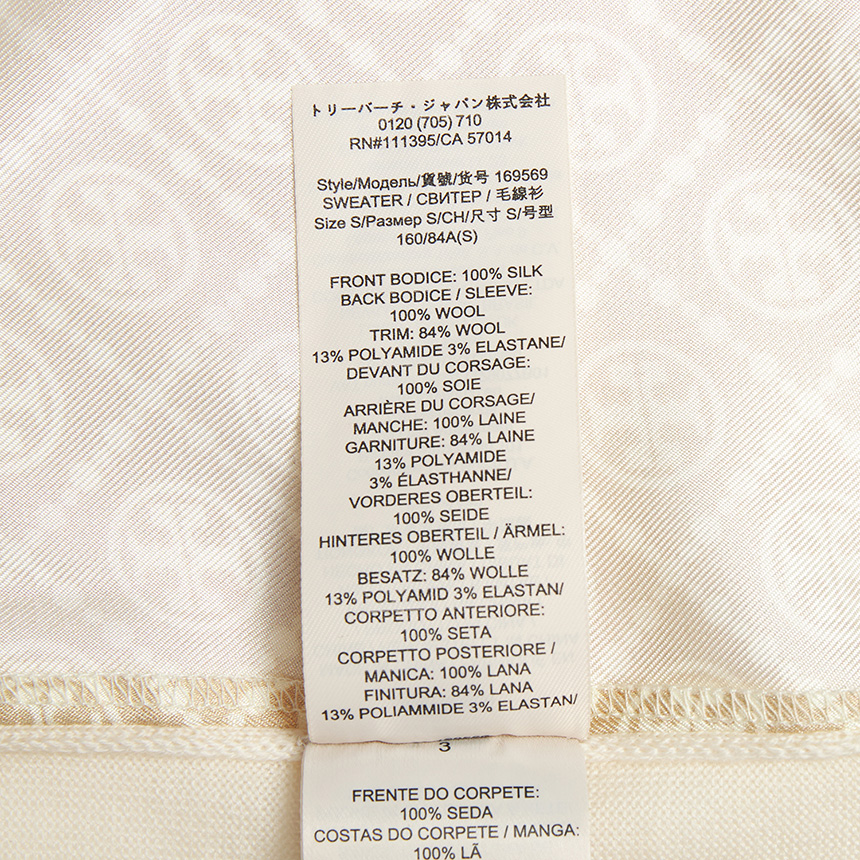 トリーバーチ・ジャパン株式会社
0120 (705) 710
RN#111395/CA 57014
Style/Модель/貨號/货号 169569
SWEATER / СВИТЕР / 毛線衫
Size S/Размер S/CH/尺寸 S/号型
160/84A(S)
FRONT BODICE: 100% SILK
BACK BODICE / SLEEVE:
100% WOOL
TRIM: 84% WOOL
13% POLYAMIDE 3% ELASTANE/
DEVANT DU CORSAGE:
100% SOIE
ARRIÈRE DU CORSAGE/
MANCHE: 100% LAINE
GARNITURE: 84% LAINE
13% POLYAMIDE
3% ÉLASTHANNE/
VORDERES OBERTEIL:
100% SEIDE
HINTERES OBERTEIL / ÄRMEL:
100% WOLLE
BESATZ: 84% WOLLE
13% POLYAMID 3% ELASTAN/
CORPETTO ANTERIORE:
100% SETA
CORPETTO POSTERIORE /
MANICA: 100% LANA
FINITURA: 84% LANA
13% POLIAMMIDE 3% ELASTAN/
3
FRENTE DO CORPETE:
100% SEDA
COSTAS DO CORPETE / MANGA:
100% LÃ